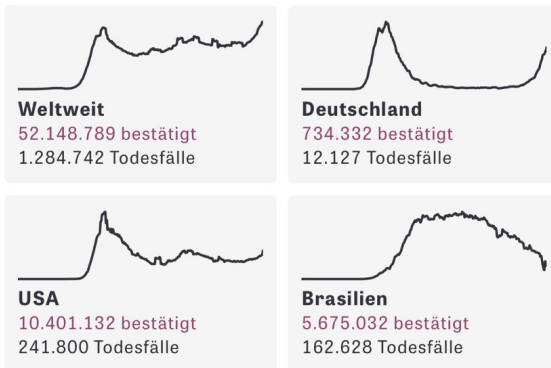 Weltweit
52.148.789 bestätigt
1.284.742 Todesfälle
Deutschland
734.332 bestätigt
12.127 Todesfälle
USA
10.401.132 bestätigt
241.800 Todesfälle
Brasilien
5.675.032 bestätigt
162.628 Todesfälle